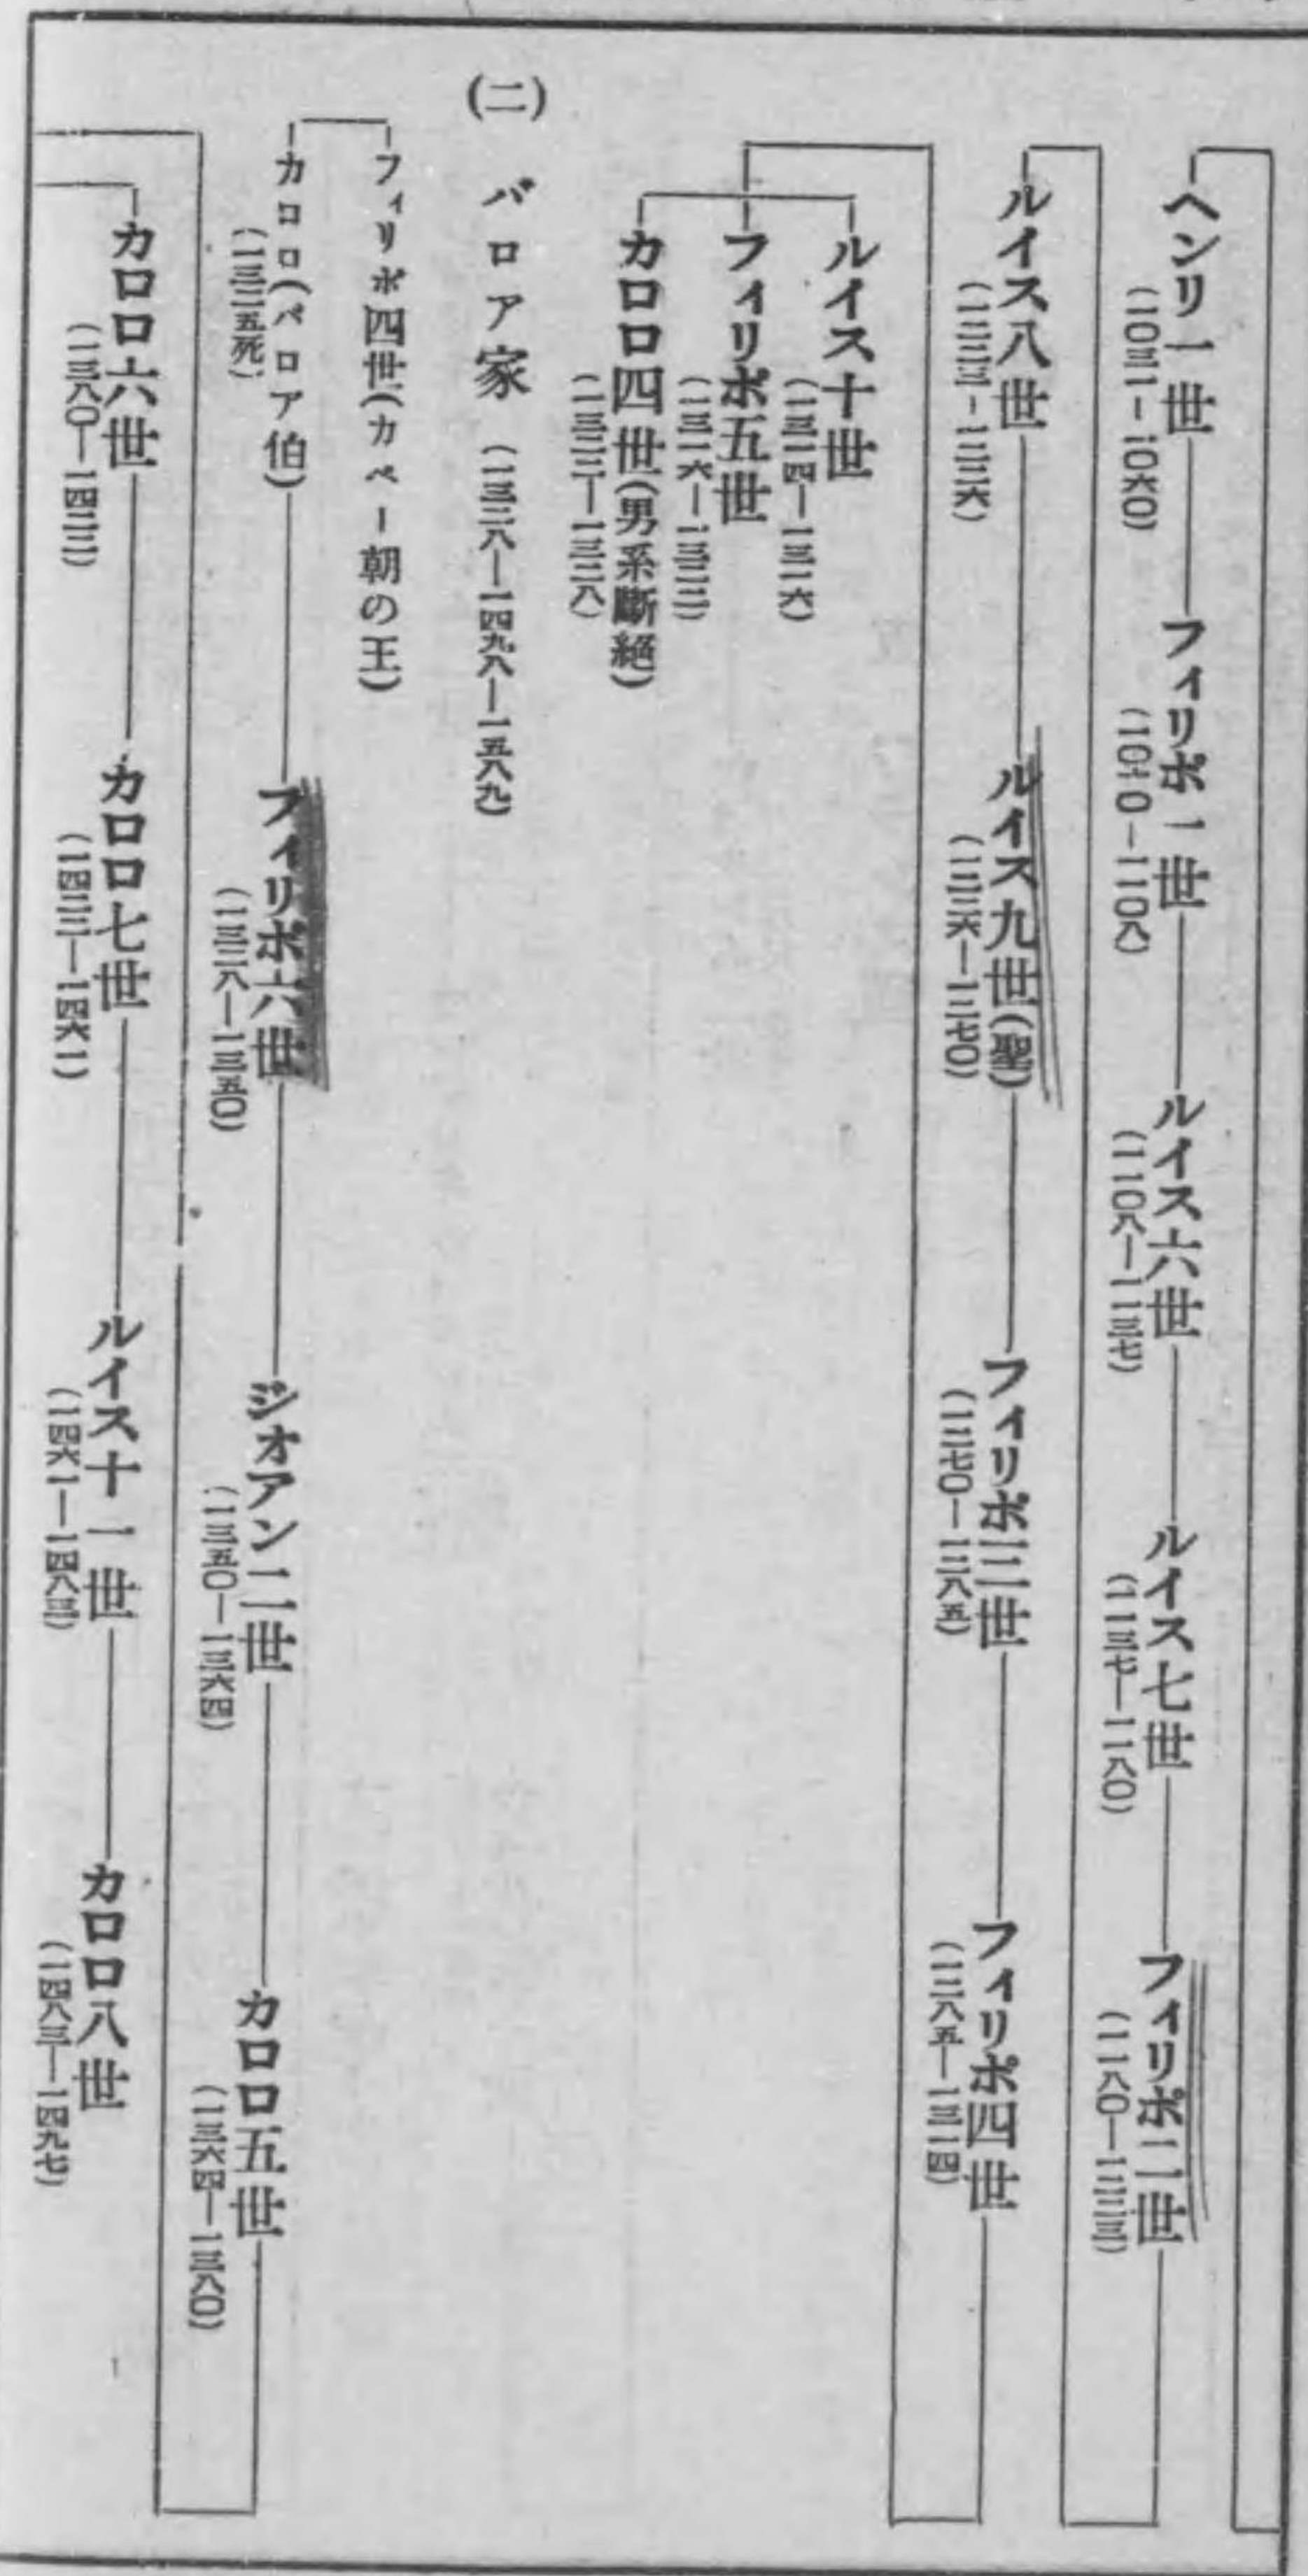 ヘンリ一世
(一〇三一—一〇六〇)
フィリポ一世
(一〇六〇—一一〇八)
ルイス六世
(一一〇八—一一三七)
ルイス七世
(一一三七—一一八〇)
フィリポ二世
(一一八〇—一二二三)
ルイス八世
(一二二三—一二二六)
ルイス九世(聖)
(一二二六—一二七〇)
フィリポ三世
(一二七〇—一二八五)
フィリポ四世
(一二八五—一三一四)
ルイス十世
(一三一四—一三一六)
フィリポ五世
(一三一六—一三二二)
カロロ四世(男系斷絕)
(一三二二—一三二八)
(二) バロア家 (一三二八—一四九八—一五八九)
フィリポ四世(カペー朝の王)
カロロ(バロア伯)
(一三二五死)
フィリポ六世
(一三二八—一三五〇)
ジオアン二世
(一三五〇—一三六四)
カロロ五世
(一三六四—一三八〇)
カロロ六世
(一三八〇—一四二二)
カロロ七世
(一四二二—一四六一)
ルイス十一世
(一四六一—一四八三)
カロロ八世
(一四八三—一四九七)